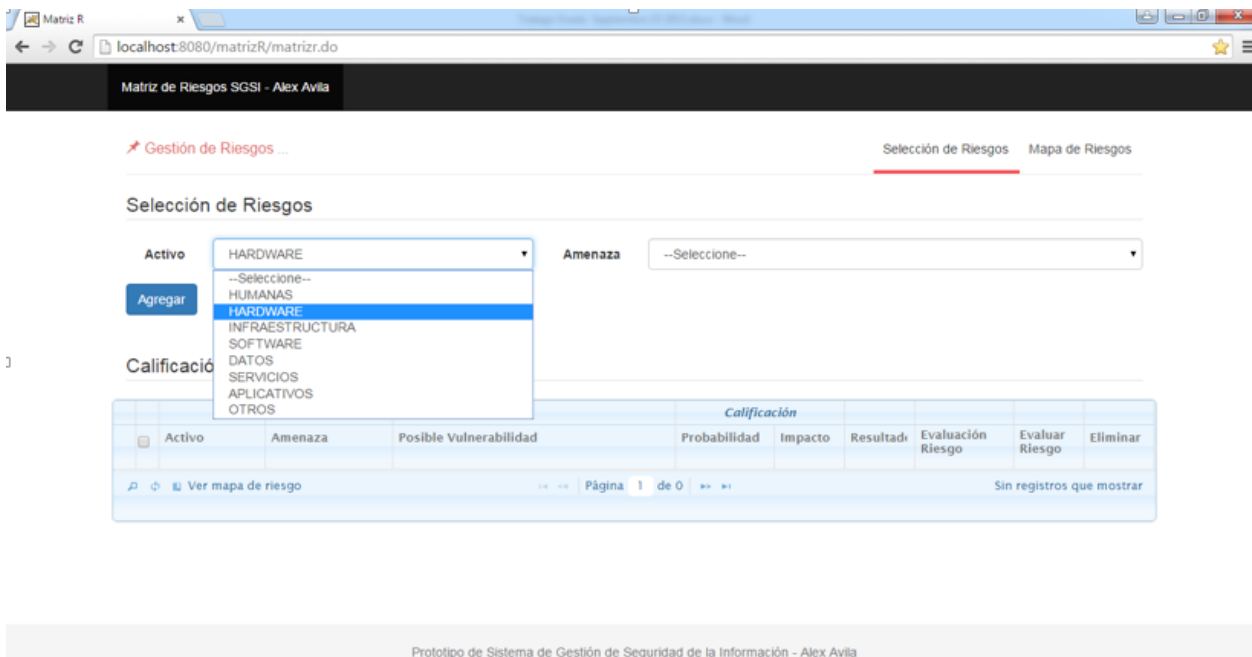 Matriz R
localhost:8080/matrizR/matrizr.do
Matriz de Riesgos SGSI - Alex Avila
Gestión de Riesgos ...
Selección de Riesgos Mapa de Riesgos
Selección de Riesgos
Activo HARDWARE Amenaza --Seleccione--
--Seleccione--
HUMANAS
HARDWARE
INFRAESTRUCTURA
SOFTWARE
DATOS
SERVICIOS
APLICATIVOS
OTROS
Agregar
Calificació
Calificación
Activo Amenaza Posible Vulnerabilidad Probabilidad Impacto Resultad Evaluación Riesgo Evaluar Riesgo Eliminar
Ver mapa de riesgo Página 1 de 0 Sin registros que mostrar
Prototipo de Sistema de Gestión de Seguridad de la Información - Alex Avila